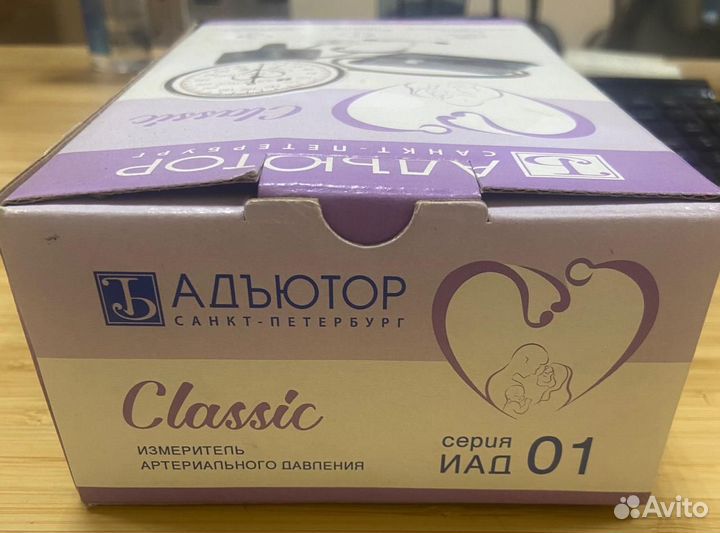 Classic
САНКТ-ПЕТЕРБУРГ
АДЪЮТОР
АДЪЮТОР
САНКТ-ПЕТЕРБУРГ
Classic
ИЗМЕРИТЕЛЬ
АРТЕРИАЛЬНОГО ДАВЛЕНИЯ
серия
ИАД 01
Avito